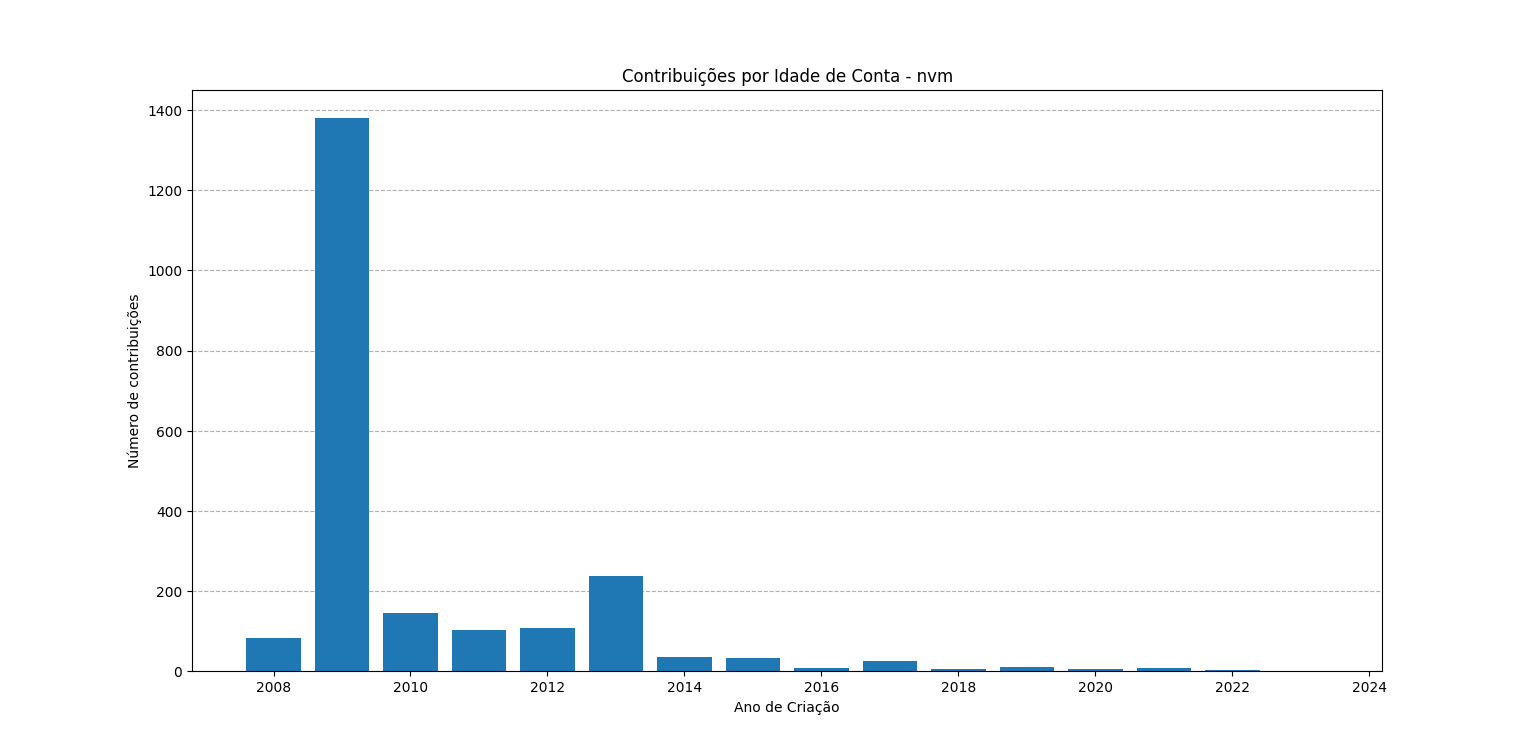 Contribuições por Idade de Conta - nvm
1400
1200
1000
800
600
400
200
0
Número de contribuições
2008 2010 2012 2014 2016 2018 2020 2022 2024
Ano de Criação